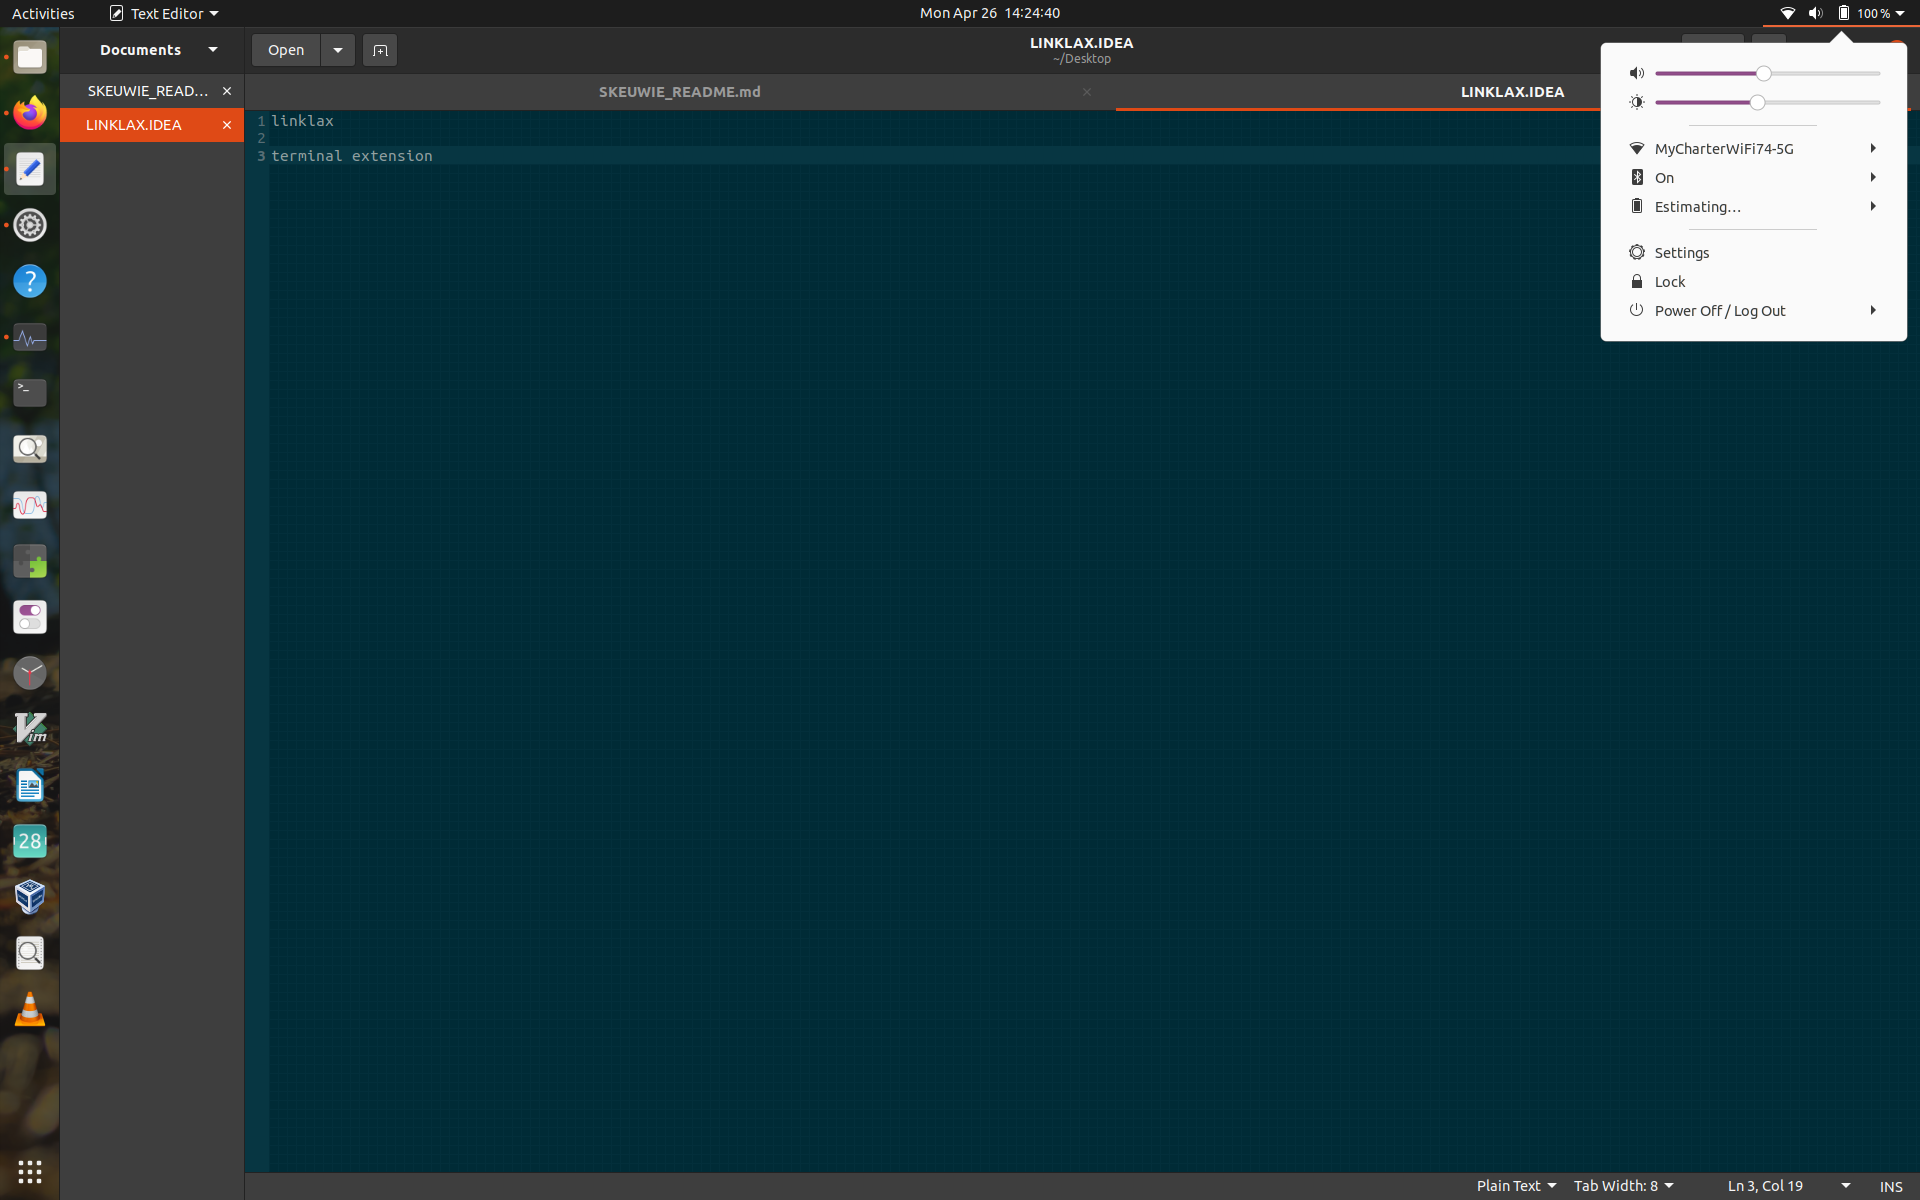 Activities
Text Editor
Mon Apr 26 14:24:40
100 %
Documents
Open
LINKLAX.IDEA
~/Desktop
SKEUWIE_READ…
LINKLAX.IDEA
SKEUWIE_README.md
LINKLAX.IDEA
1 linklax
2
3 terminal extension
MyCharterWiFi74-5G
On
Estimating…
Settings
Lock
Power Off / Log Out
?
>_
Vim
28
Plain Text
Tab Width: 8
Ln 3, Col 19
INS